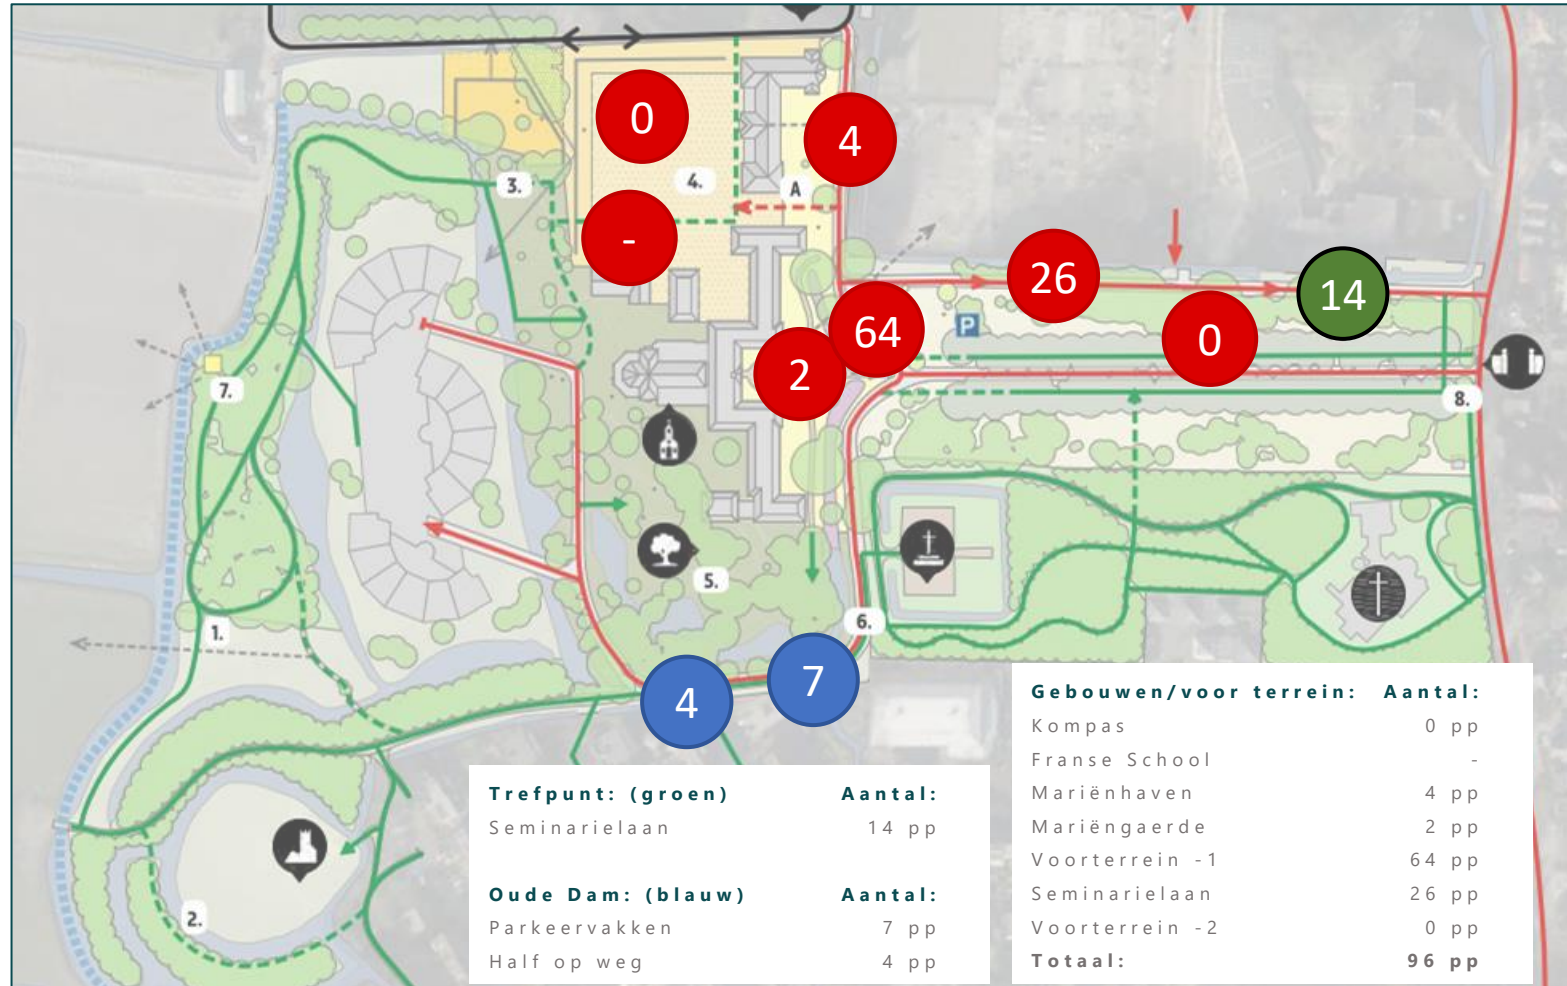 0
4
3.
4.
A
-
26
14
64
P
0
2
7.
8.
5.
1.
6.
7
4
2.
Trefpunt: (groen) Aantal:
Seminarielaan 14 pp
Oude Dam: (blauw) Aantal:
Parkeervakken 7 pp
Half op weg 4 pp
Gebouwen/voor terrein: Aantal:
Kompas 0 pp
Franse School -
Mariënhaven 4 pp
Mariëngaerde 2 pp
Voorterrein -1 64 pp
Seminarielaan 26 pp
Voorterrein -2 0 pp
Totaal: 96 pp